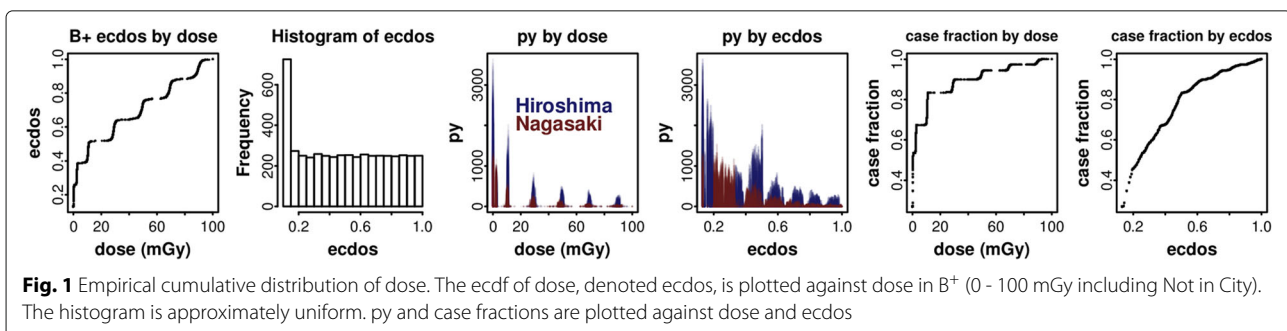 B+ ecdos by dose
ecdos
0.2 0.4 0.6 0.8 1.0
0 20 60 100
dose (mGy)
Histogram of ecdos
Frequency
0 200 400 600
0.2 0.6 1.0
ecdos
py by dose
py
0 1000 3000
Hiroshima
Nagasaki
0 20 60 100
dose (mGy)
py by ecdos
py
0 1000 3000
0.2 0.6 1.0
ecdos
case fraction by dose
case fraction
0.4 0.6 0.8 1.0
0 20 60 100
dose (mGy)
case fraction by ecdos
case fraction
0.4 0.6 0.8 1.0
0.2 0.6 1.0
ecdos
Fig. 1 Empirical cumulative distribution of dose. The ecdf of dose, denoted ecdos, is plotted against dose in B⁺ (0 - 100 mGy including Not in City).
The histogram is approximately uniform. py and case fractions are plotted against dose and ecdos